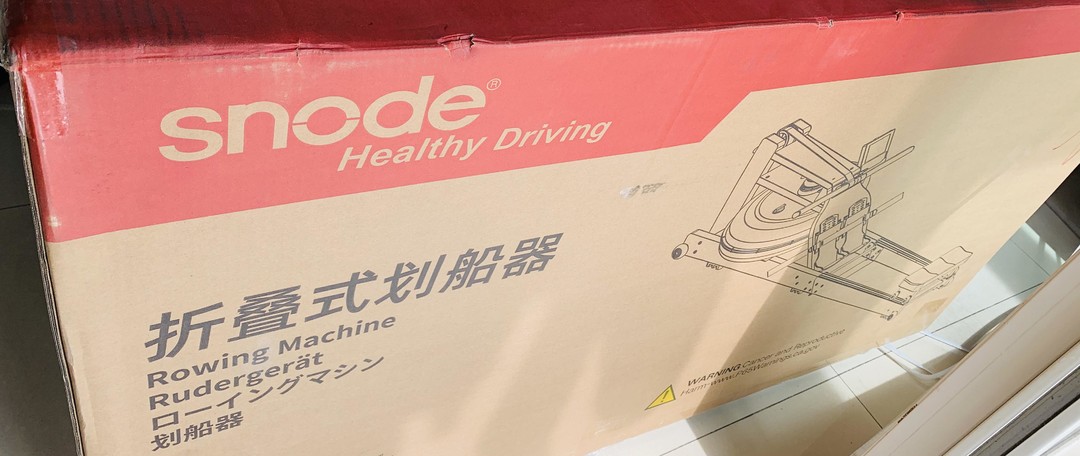 snode®
Healthy Driving
折叠式划船器
Rowing Machine
Rudergerät
ローイングマシン
划船器
WARNING Cancer and Reproductive
Harm-www.P65Warnings.ca.gov